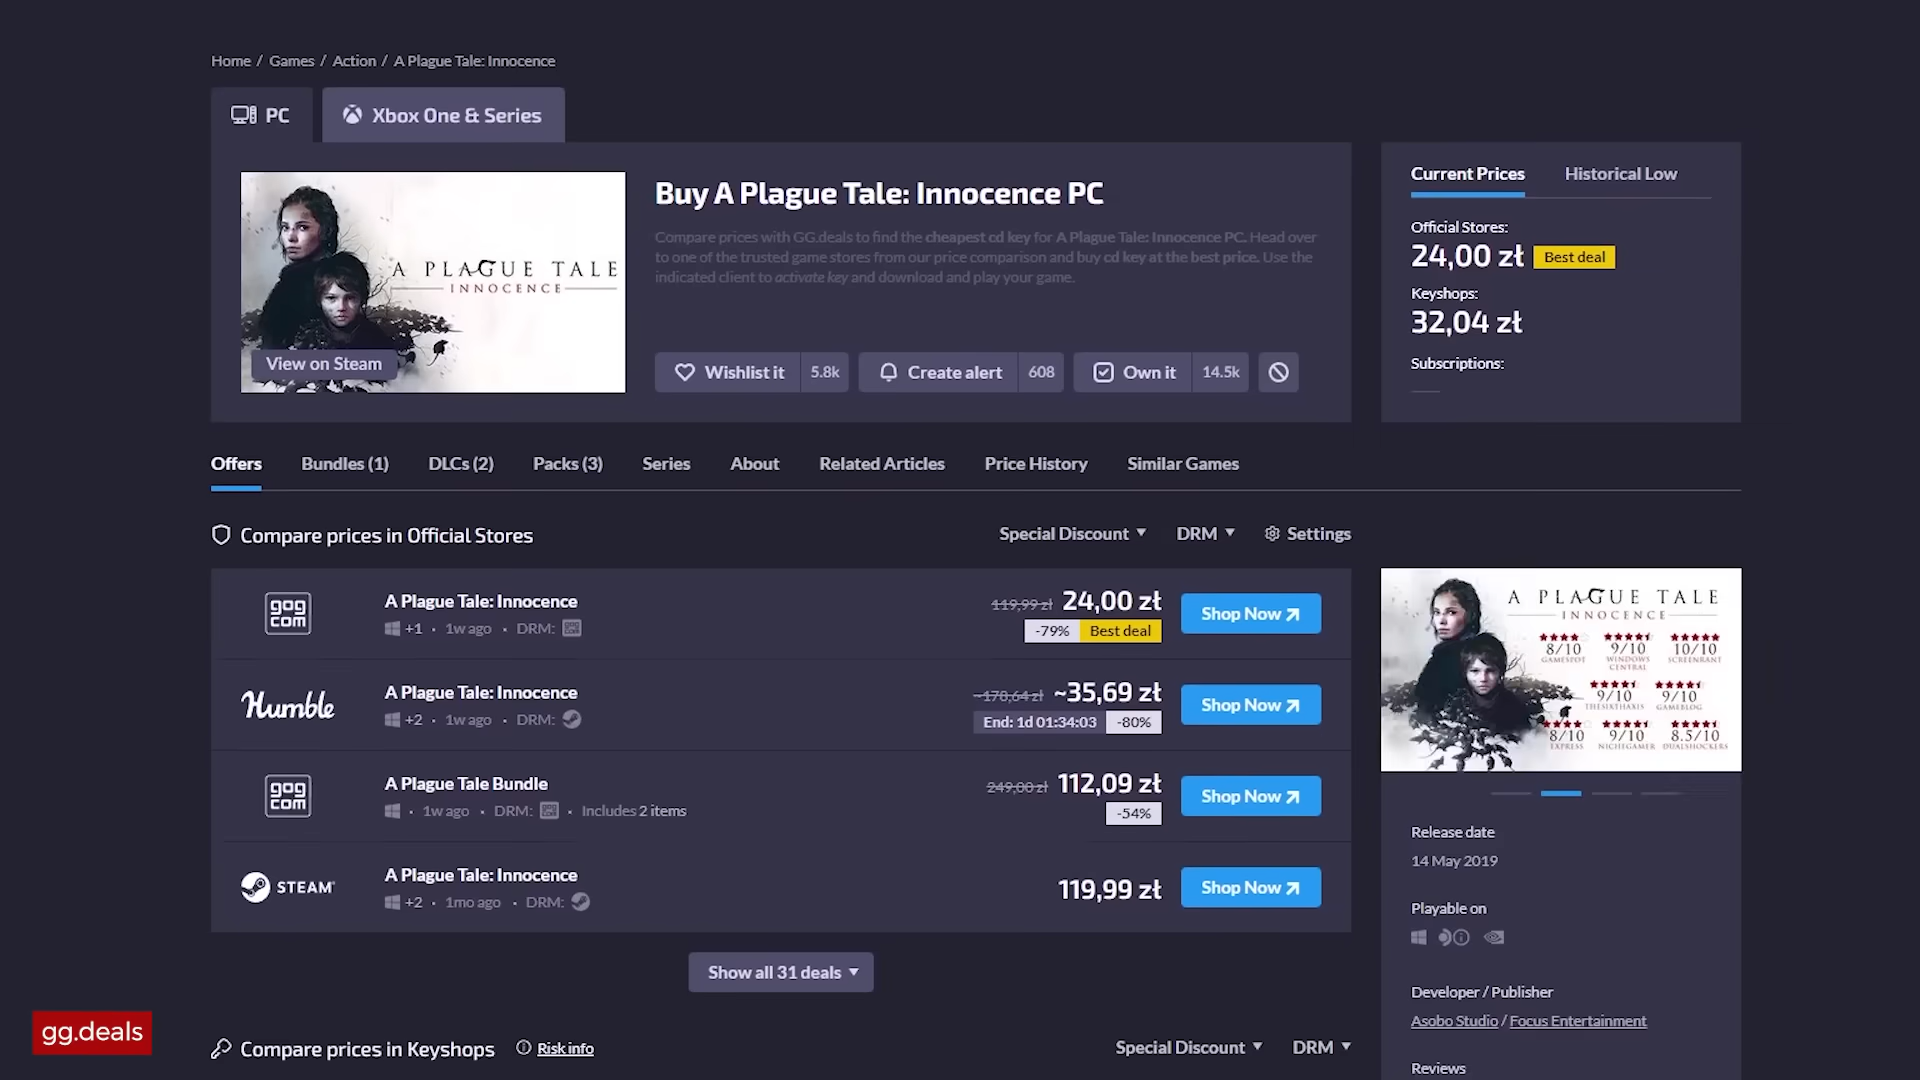 Home / Games / Action / A Plague Tale: Innocence
PC
Xbox One & Series
A PLAGUE TALE
INNOCENCE
View on Steam
Buy A Plague Tale: Innocence PC
Compare prices with GG.deals to find the cheapest cd key for A Plague Tale: Innocence PC. Head over
to one of the trusted game stores from our price comparison and buy cd key at the best price. Use the
indicated client to activate key and download and play your game.
Wishlist it 5.8k
Create alert 608
Own it 14.5k
Current Prices Historical Low
Official Stores:
24,00 zł Best deal
Keyshops:
32,04 zł
Subscriptions:
Offers Bundles (1) DLCs (2) Packs (3) Series About Related Articles Price History Similar Games
Compare prices in Official Stores
Special Discount DRM Settings
gog com
A Plague Tale: Innocence
+1 · 1w ago · DRM:
119,99 zł 24,00 zł
-79% Best deal
Shop Now
Humble
A Plague Tale: Innocence
+2 · 1w ago · DRM:
~178,64 zł ~35,69 zł
End: 1d 01:34:03 -80%
Shop Now
gog com
A Plague Tale Bundle
· 1w ago · DRM: · Includes 2 items
249,00 zł 112,09 zł
-54%
Shop Now
STEAM
A Plague Tale: Innocence
+2 · 1mo ago · DRM:
119,99 zł
Shop Now
Show all 31 deals
A PLAGUE TALE
INNOCENCE
8/10 9/10 10/10
GAMESPOT WINDOWS CENTRAL SCREENRANT
9/10 9/10
THESIXTHAXIS GAMEBLOG
8/10 9/10 8.5/10
EXPRESS NICHEGAMER DUALSHOCKERS
Release date
14 May 2019
Playable on
Developer / Publisher
Asobo Studio / Focus Entertainment
Reviews
gg.deals
Compare prices in Keyshops Risk info
Special Discount DRM